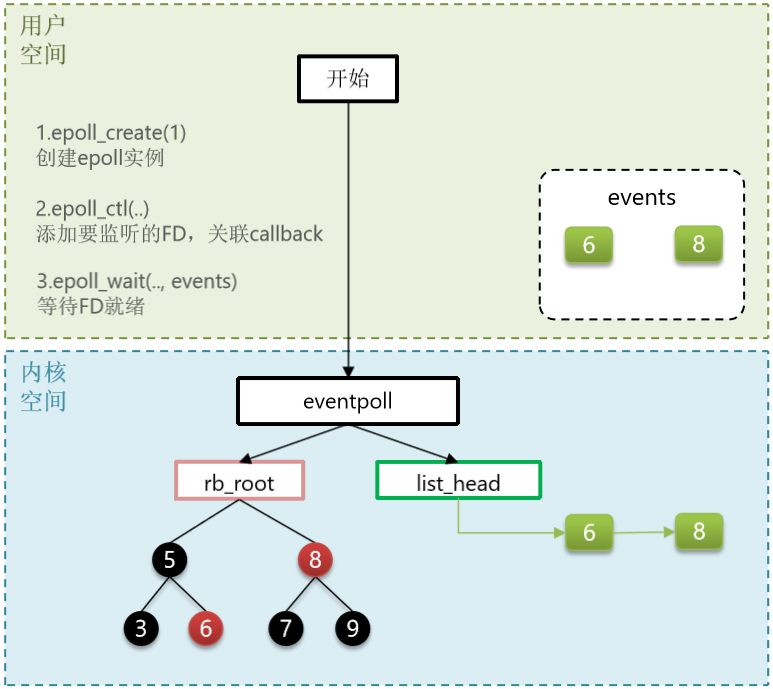 用户
空间
开始
1.epoll_create(1)
创建epoll实例
2.epoll_ctl(..)
添加要监听的FD，关联callback
3.epoll_wait(.., events)
等待FD就绪
events
6
8
内核
空间
eventpoll
rb_root
list_head
6
8
5
8
3
6
7
9